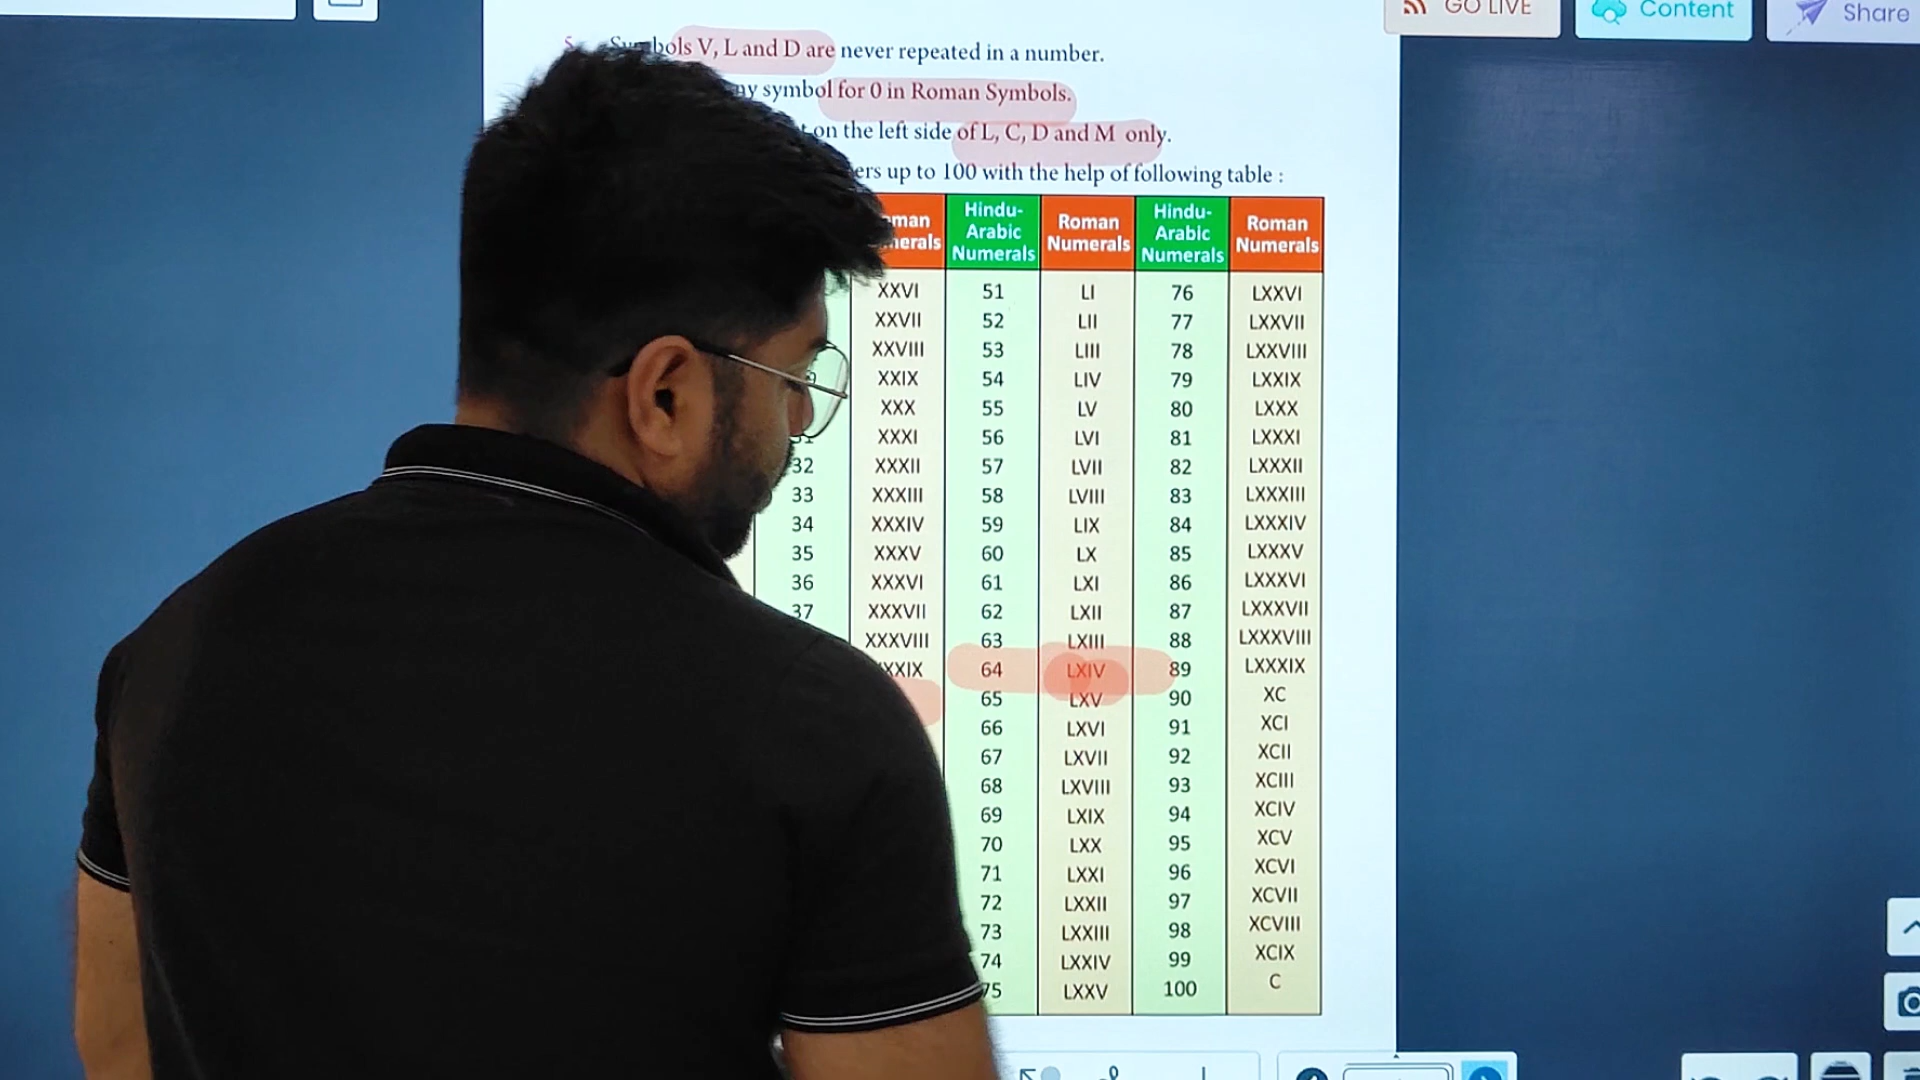 GO LIVE
Content
Share
Symbols V, L and D are never repeated in a number.
symbol for 0 in Roman Symbols.
on the left side of L, C, D and M only.
up to 100 with the help of following table :
Hindu-Arabic Numerals Roman Numerals Hindu-Arabic Numerals Roman Numerals
XXVI 51 LI 76 LXXVI
XXVII 52 LII 77 LXXVII
XXVIII 53 LIII 78 LXXVIII
XXIX 54 LIV 79 LXXIX
XXX 55 LV 80 LXXX
XXXI 56 LVI 81 LXXXI
32 XXXII 57 LVII 82 LXXXII
33 XXXIII 58 LVIII 83 LXXXIII
34 XXXIV 59 LIX 84 LXXXIV
35 XXXV 60 LX 85 LXXXV
36 XXXVI 61 LXI 86 LXXXVI
37 XXXVII 62 LXII 87 LXXXVII
XXXVIII 63 LXIII 88 LXXXVIII
64 LXIV 89 LXXXIX
65 LXV 90 XC
66 LXVI 91 XCI
67 LXVII 92 XCII
68 LXVIII 93 XCIII
69 LXIX 94 XCIV
70 LXX 95 XCV
71 LXXI 96 XCVI
72 LXXII 97 XCVII
73 LXXIII 98 XCVIII
74 LXXIV 99 XCIX
75 LXXV 100 C